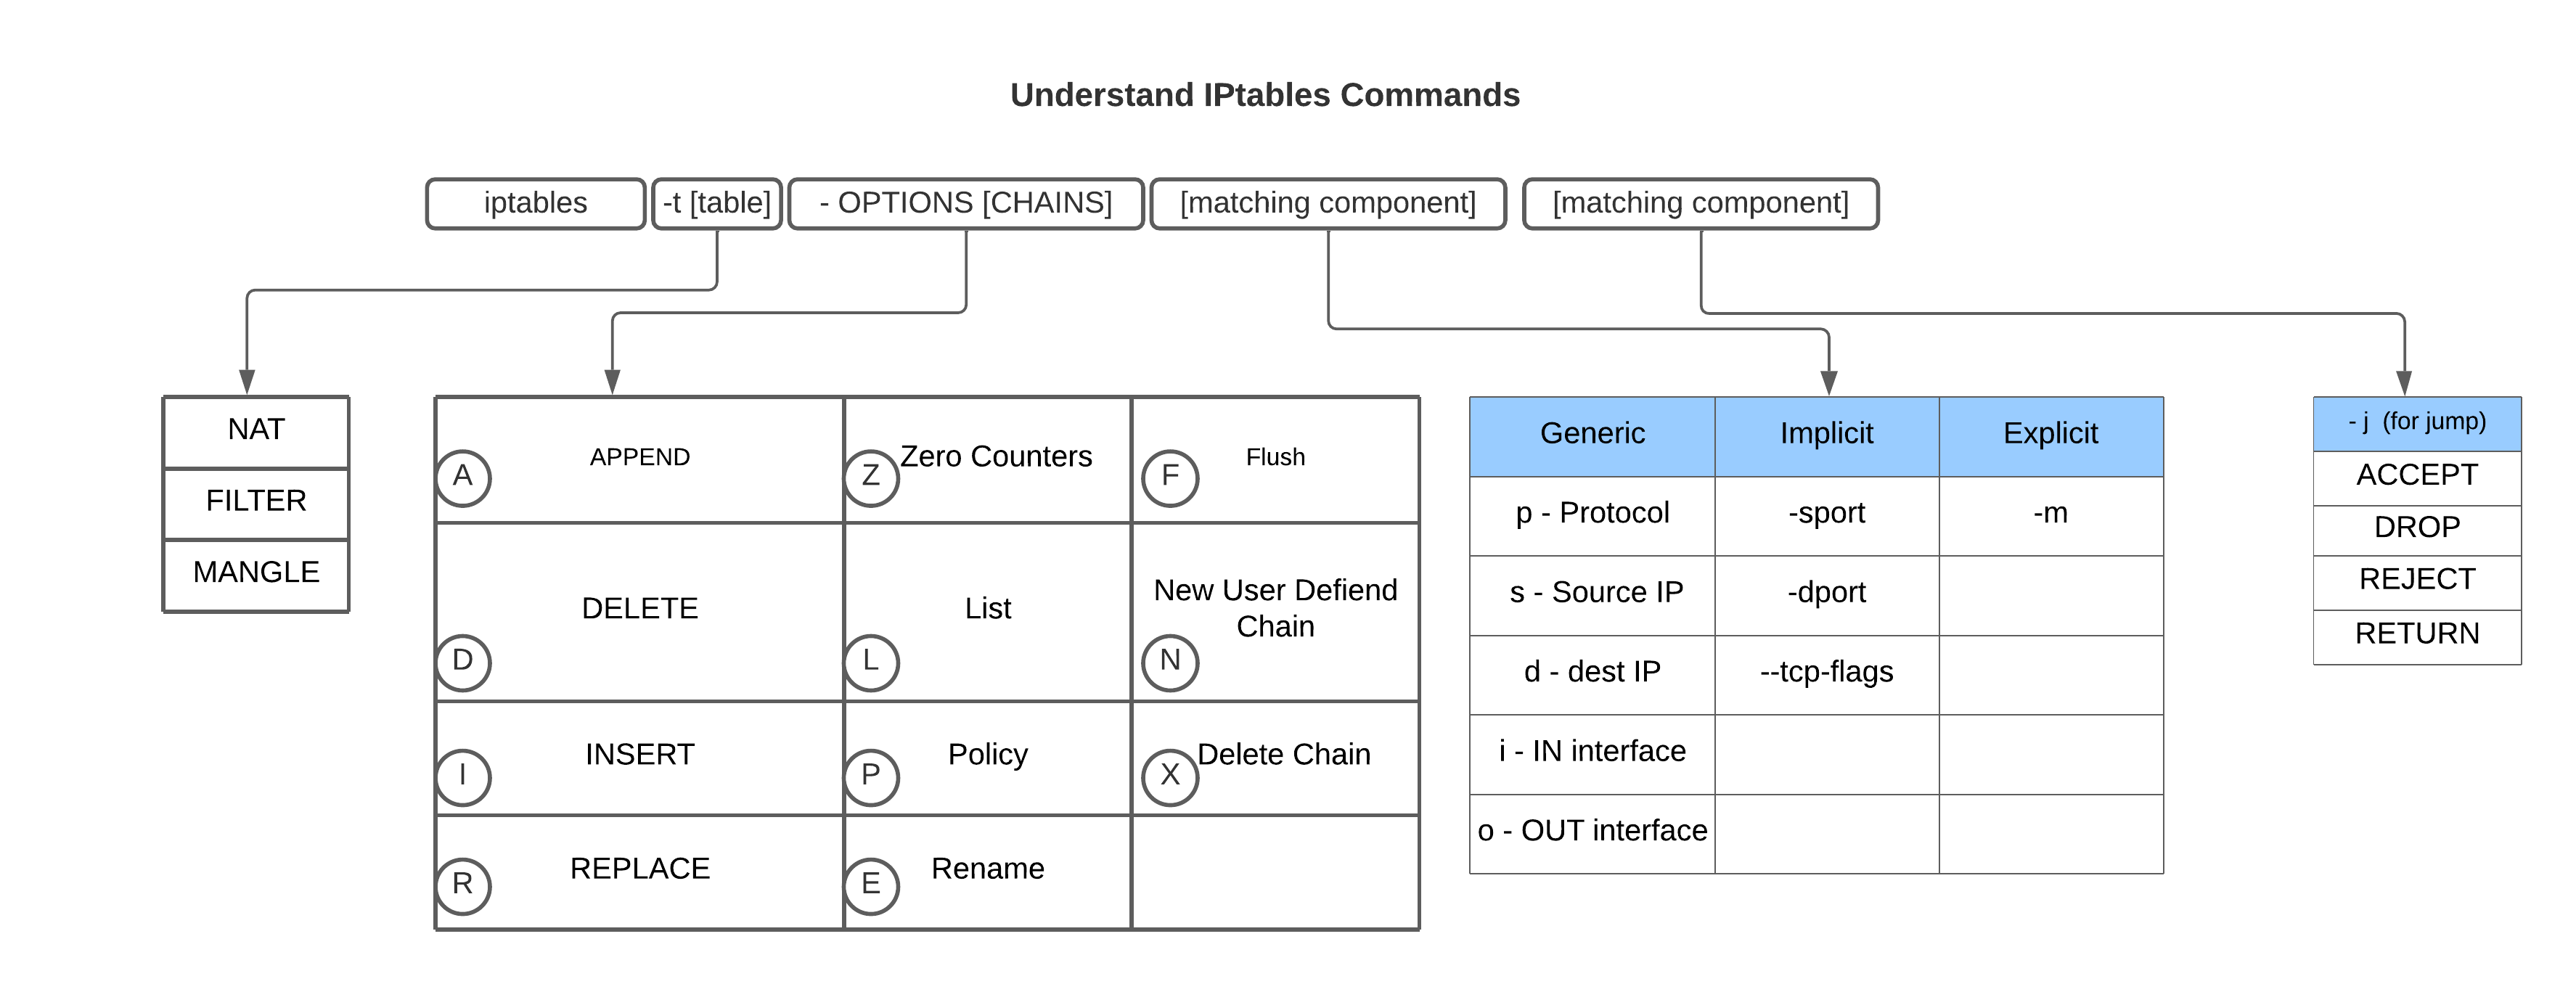 Understand IPtables Commands
iptables
-t [table]
- OPTIONS [CHAINS]
[matching component]
[matching component]
NAT
FILTER
MANGLE
A
APPEND
Z
Zero Counters
F
Flush
D
DELETE
L
List
N
New User Defiend
Chain
I
INSERT
P
Policy
X
Delete Chain
R
REPLACE
E
Rename
Generic
Implicit
Explicit
p - Protocol
-sport
-m
s - Source IP
-dport
d - dest IP
--tcp-flags
i - IN interface
o - OUT interface
- j  (for jump)
ACCEPT
DROP
REJECT
RETURN